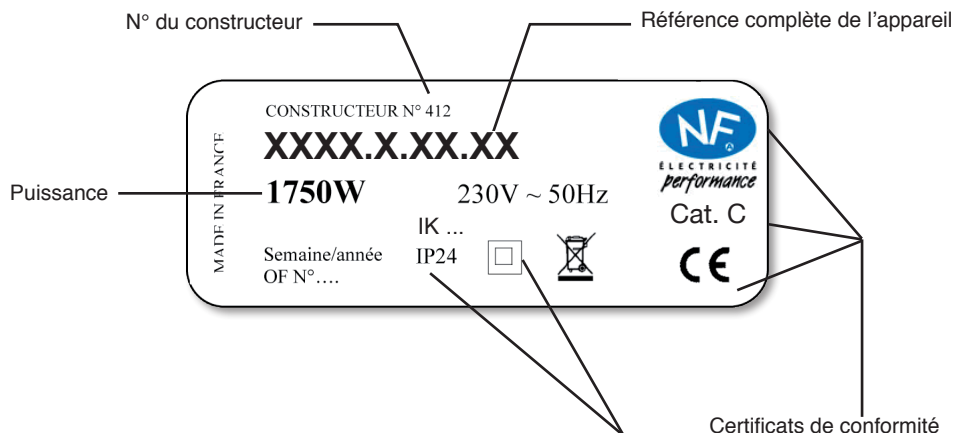 N° du constructeur
Référence complète de l'appareil
CONSTRUCTEUR N° 412
XXXX.X.XX.XX
MADE IN FRANCE
Puissance
1750W 230V ~ 50Hz
IK ...
Semaine/année IP24
OF N°....
NF
ÉLECTRICITÉ
performance
Cat. C
CE
Certificats de conformité